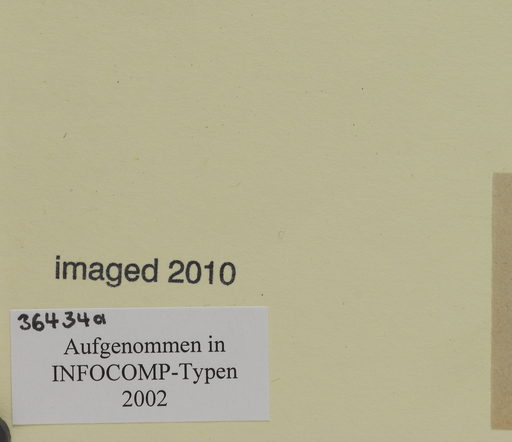 imaged 2010
36434a
Aufgenommen in
INFOCOMP-Typen
2002